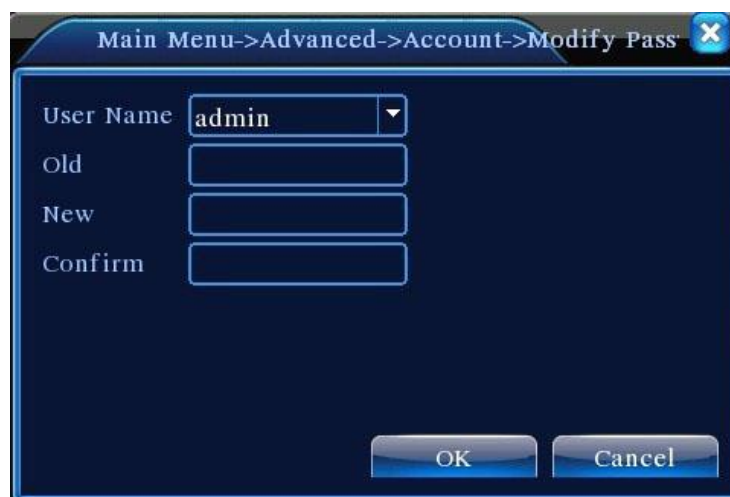 Main Menu->Advanced->Account->Modify Pass
User Name admin
Old
New
Confirm
OK Cancel